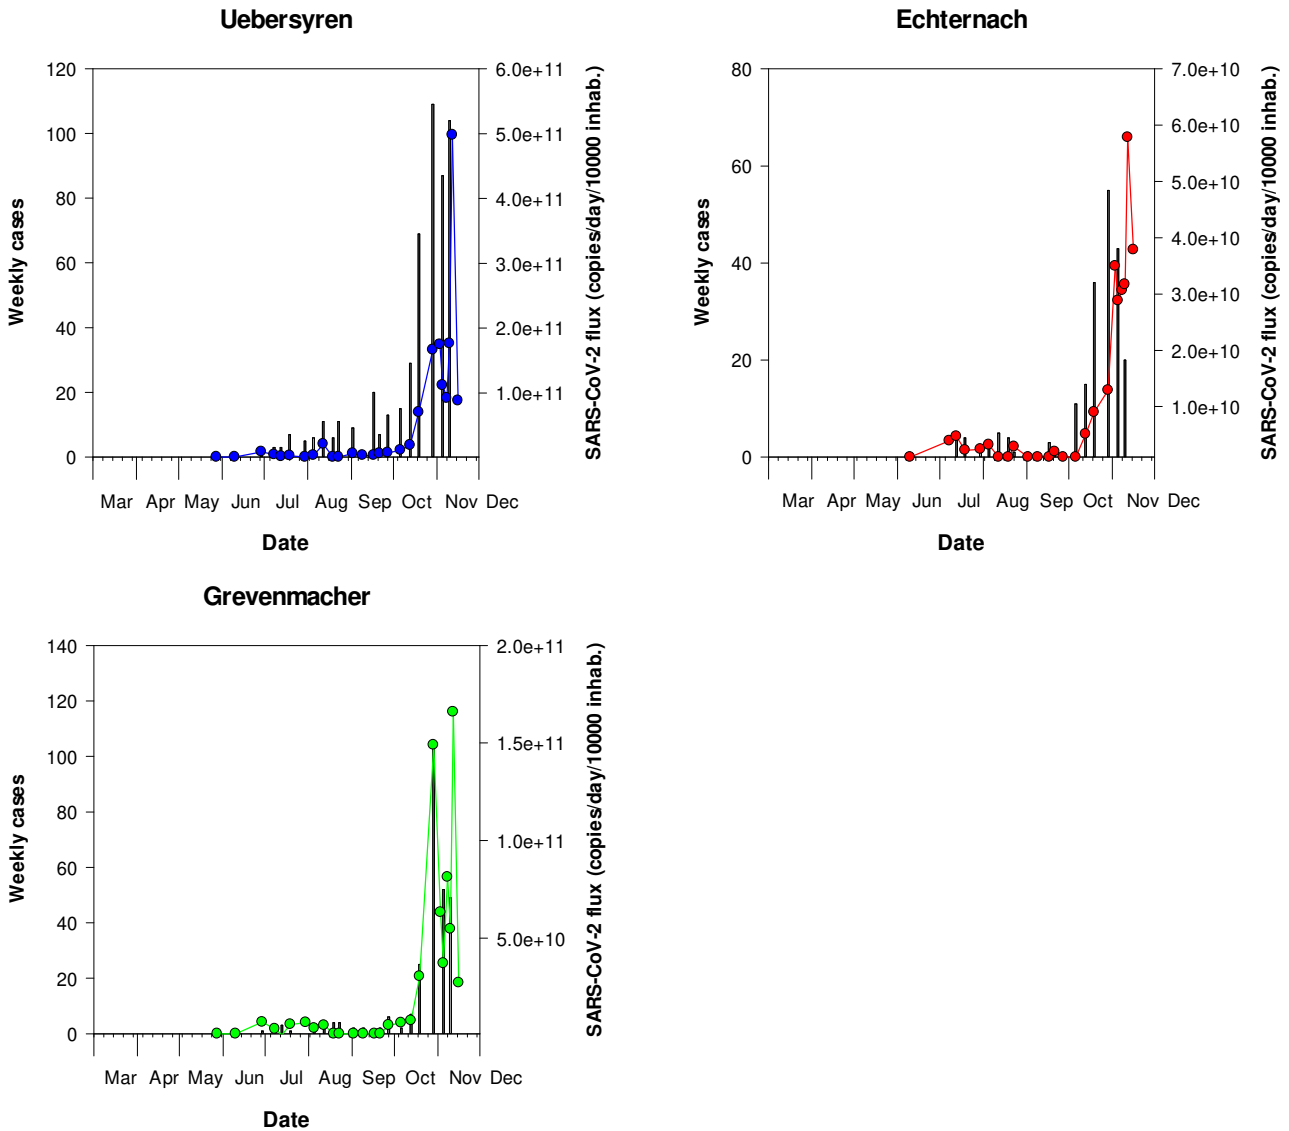 Uebersyren
120
100
80
60
40
20
0
Weekly cases
6.0e+11
5.0e+11
4.0e+11
3.0e+11
2.0e+11
1.0e+11
SARS-CoV-2 flux (copies/day/10000 inhab.)
Mar Apr May Jun Jul Aug Sep Oct Nov Dec
Date
Echternach
80
60
40
20
0
Weekly cases
7.0e+10
6.0e+10
5.0e+10
4.0e+10
3.0e+10
2.0e+10
1.0e+10
SARS-CoV-2 flux (copies/day/10000 inhab.)
Mar Apr May Jun Jul Aug Sep Oct Nov Dec
Date
Grevenmacher
140
120
100
80
60
40
20
0
Weekly cases
2.0e+11
1.5e+11
1.0e+11
5.0e+10
SARS-CoV-2 flux (copies/day/10000 inhab.)
Mar Apr May Jun Jul Aug Sep Oct Nov Dec
Date